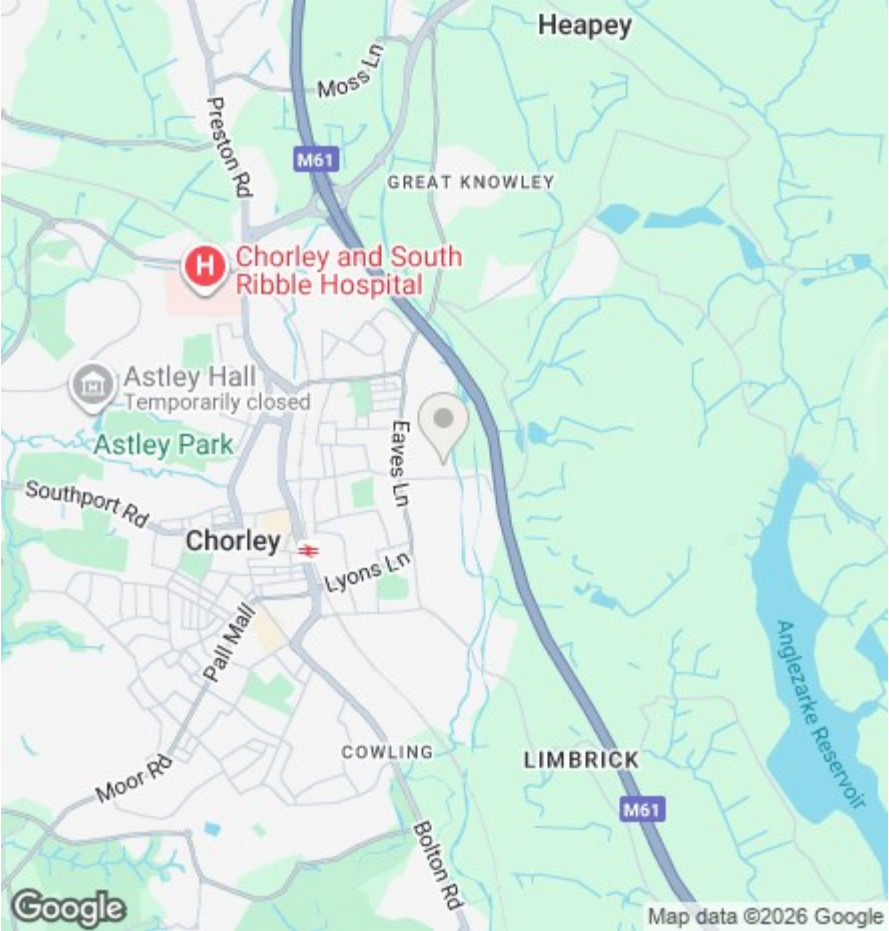 Heapey
Moss Ln
Preston Rd
M61
GREAT KNOWLEY
H
Chorley and South
Ribble Hospital
Astley Hall
Temporarily closed
Astley Park
Eaves Ln
Southport Rd
Chorley
Lyons Ln
Pall Mall
Anglezarke Reservoir
COWLING
LIMBRICK
Moor Rd
M61
Bolton Rd
Google
Map data ©2026 Google